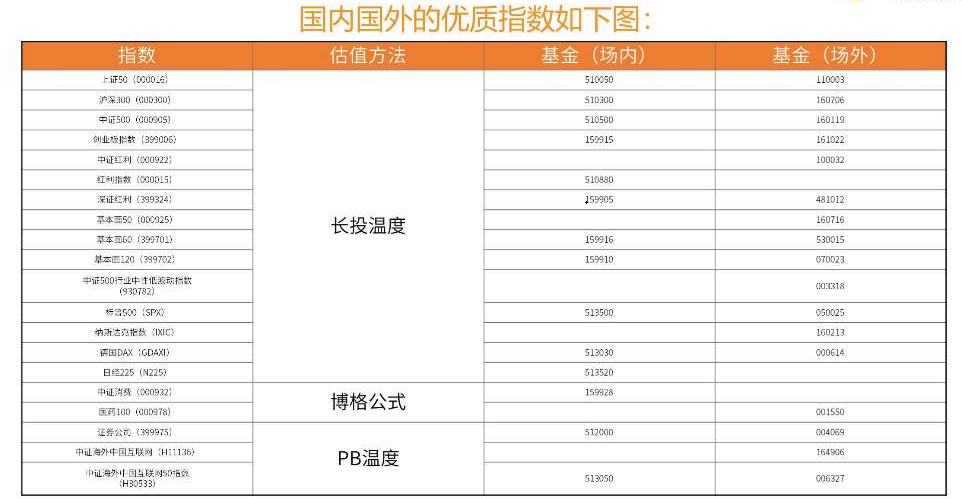 国内国外的优质指数如下图：
指数 估值方法 基金（场内） 基金（场外）
上证50（000016） 510050 110003
沪深300（000300） 510300 160706
中证500（000905） 510500 160119
创业板指数（399006） 159915 161022
中证红利（000922） 100032
红利指数（000015） 510880
深证红利（399324） 159905 481012
长投温度
基本面50（000925） 160716
基本面60（399701） 159916 530015
基本面120（399702） 159910 070023
中证500行业中性低波动指数
（930782） 003318
标普500（SPX） 513500 050025
纳斯达克指数（IXIC） 160213
德国DAX（GDAXI） 513030 000614
日经225（N225） 513520
中证消费（000932） 159928
博格公式
医药100（000978） 001550
证券公司（399975） 512000 004069
中证海外中国互联网（H11136） 164906
PB温度
中证海外中国互联网50指数
（H30533） 513050 006327